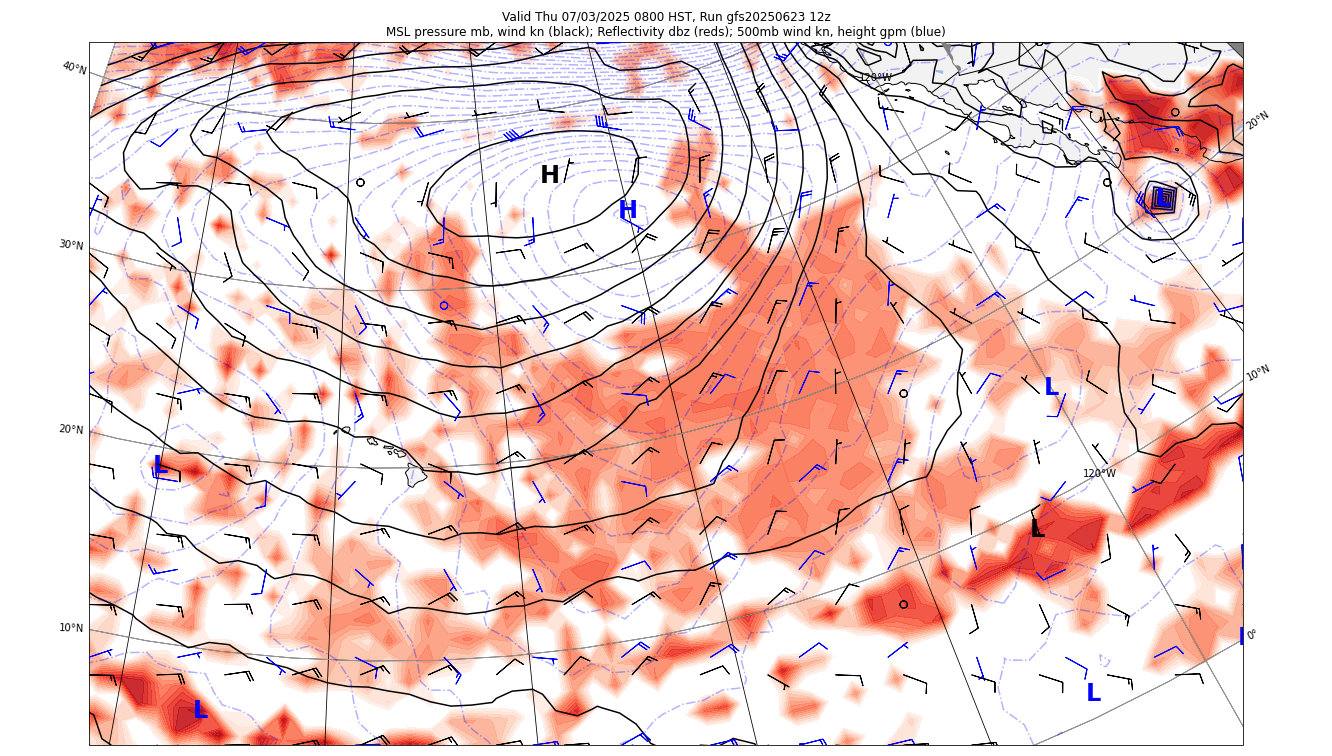 Valid Thu 07/03/2025 0800 HST, Run gfs20250623 12z
MSL pressure mb, wind kn (black); Reflectivity dbz (reds); 500mb wind kn, height gpm (blue)
40°N
120°W
20°N
H
L
H
30°N
10°N
L
20°N
L
120°W
L
10°N
0°
L
L